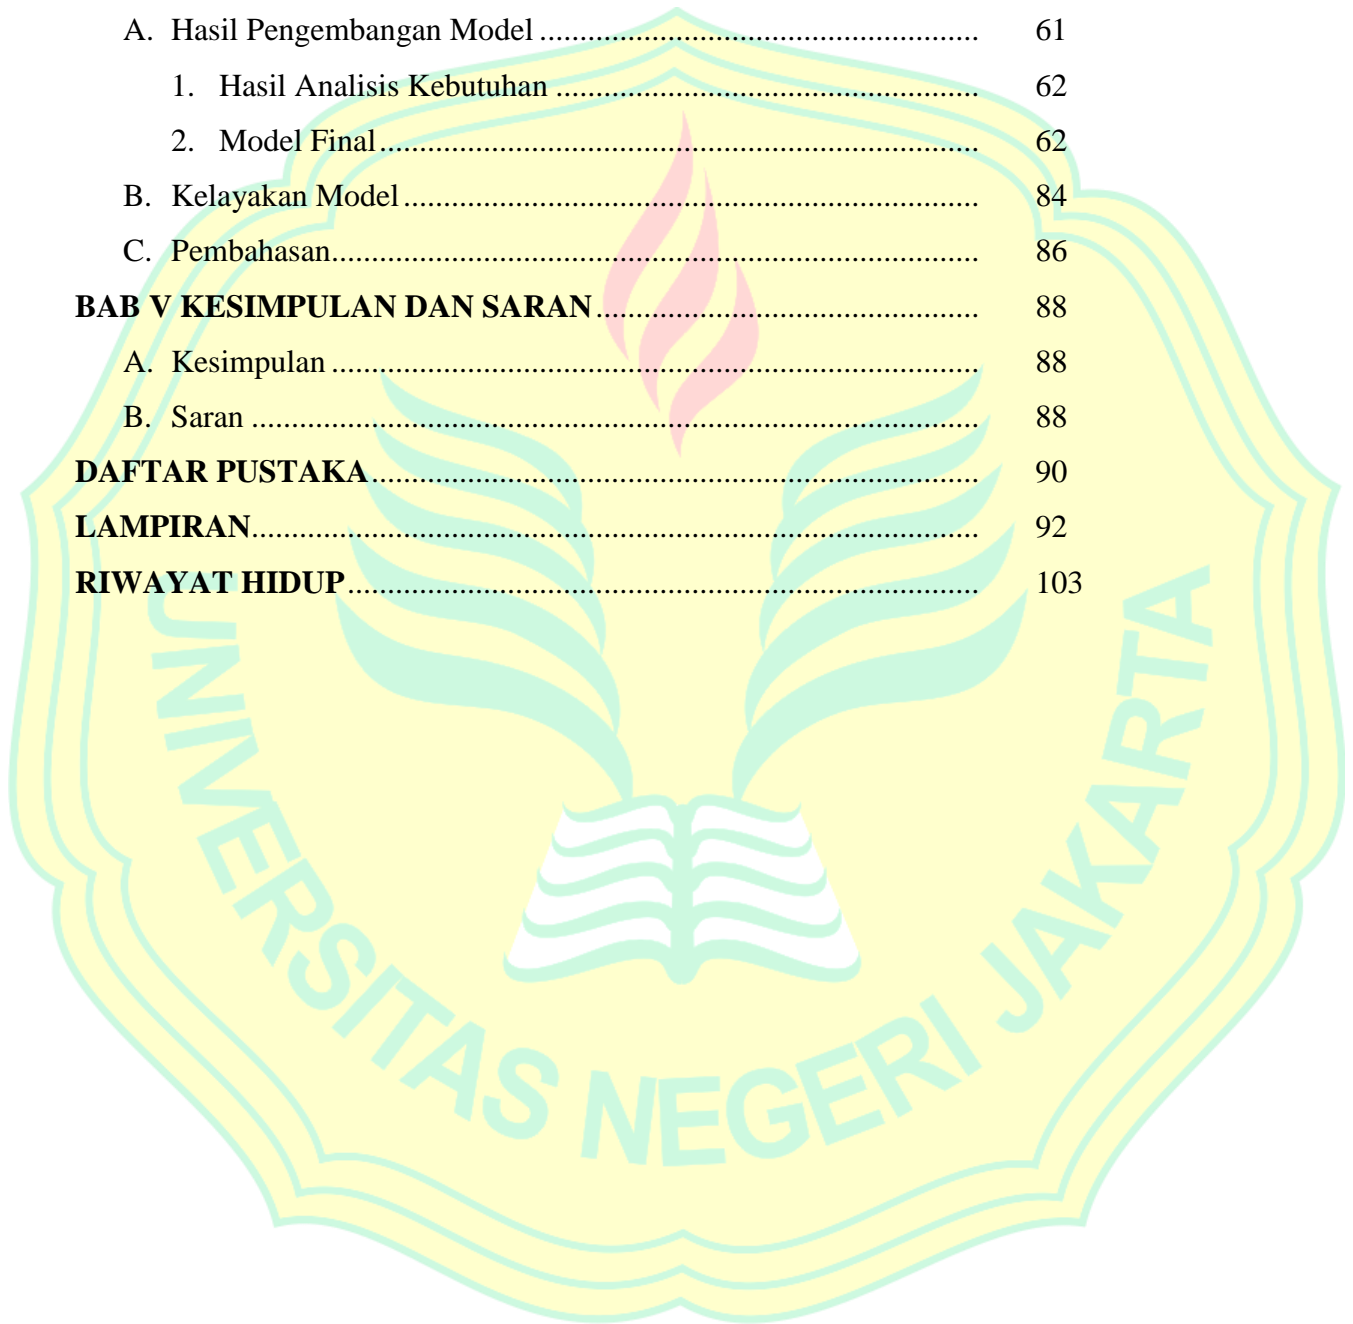 A. Hasil Pengembangan Model ....................................................... 61
1. Hasil Analisis Kebutuhan ..................................................... 62
2. Model Final........................................................................... 62
B. Kelayakan Model ........................................................................ 84
C. Pembahasan................................................................................. 86
BAB V KESIMPULAN DAN SARAN ................................................ 88
A. Kesimpulan ................................................................................. 88
B. Saran ........................................................................................... 88
DAFTAR PUSTAKA ............................................................................ 90
LAMPIRAN........................................................................................... 92
RIWAYAT HIDUP ............................................................................... 103
UNIVERSITAS NEGERI JAKARTA